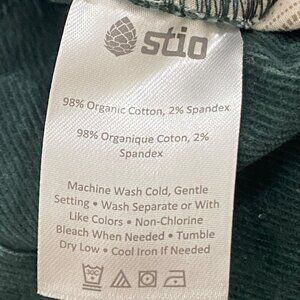 stio
98% Organic Cotton, 2% Spandex
98% Organique Coton, 2%
Spandex
Machine Wash Cold, Gentle
Setting • Wash Separate or With
Like Colors • Non-Chlorine
Bleach When Needed • Tumble
Dry Low • Cool Iron If Needed
30C